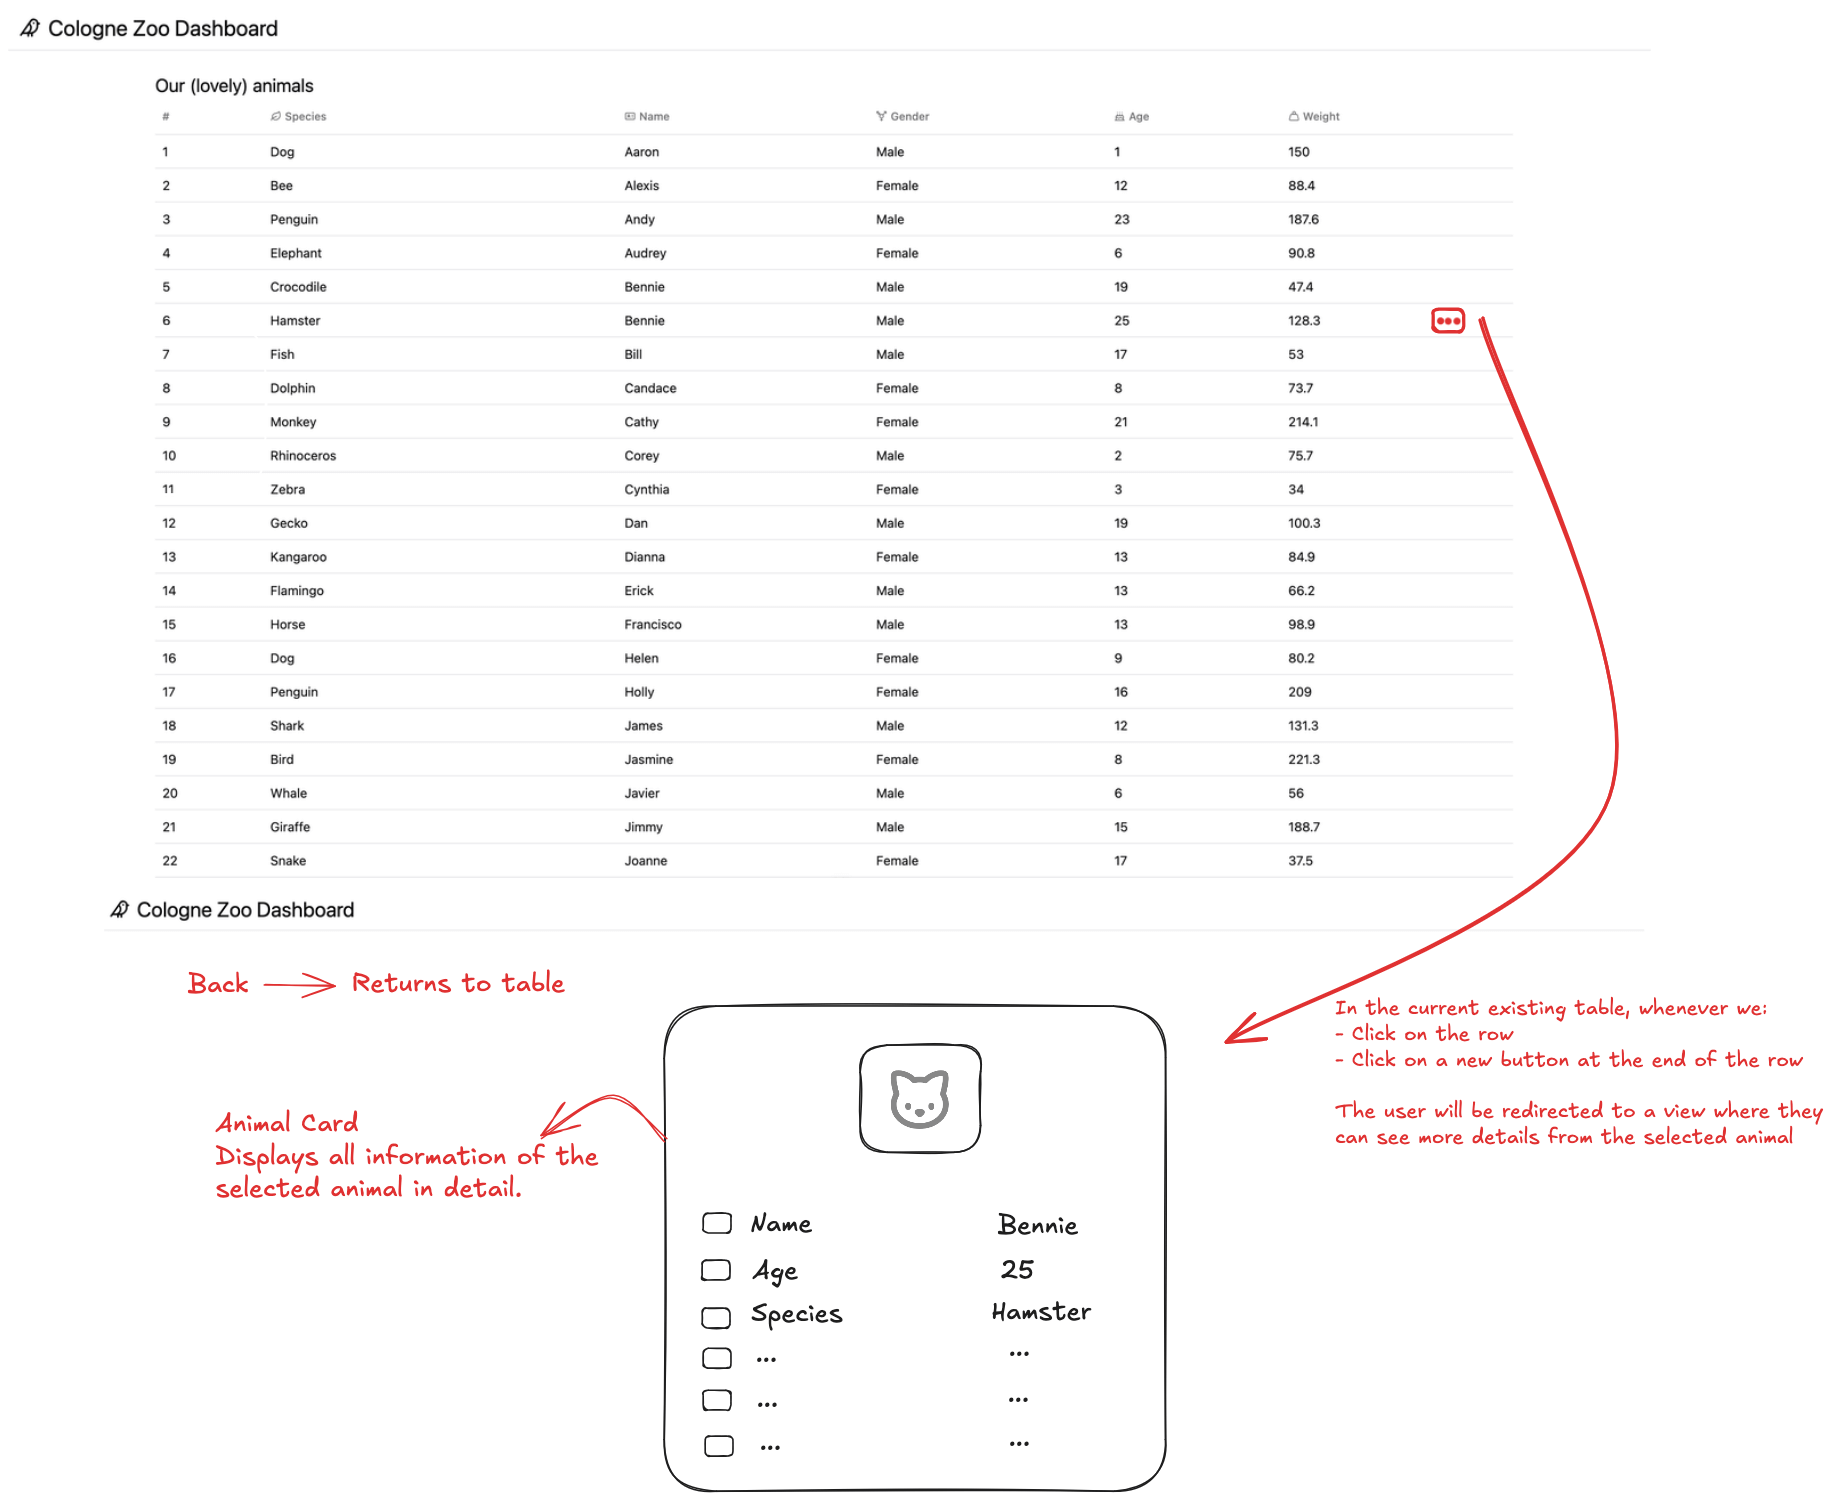 Cologne Zoo Dashboard
Our (lovely) animals
# Species Name Gender Age Weight
1 Dog Aaron Male 1 150
2 Bee Alexis Female 12 88.4
3 Penguin Andy Male 23 187.6
4 Elephant Audrey Female 6 90.8
5 Crocodile Bennie Male 19 47.4
6 Hamster Bennie Male 25 128.3
7 Fish Bill Male 17 53
8 Dolphin Candace Female 8 73.7
9 Monkey Cathy Female 21 214.1
10 Rhinoceros Corey Male 2 75.7
11 Zebra Cynthia Female 3 34
12 Gecko Dan Male 19 100.3
13 Kangaroo Dianna Female 13 84.9
14 Flamingo Erick Male 13 66.2
15 Horse Francisco Male 13 98.9
16 Dog Helen Female 9 80.2
17 Penguin Holly Female 16 209
18 Shark James Male 12 131.3
19 Bird Jasmine Female 8 221.3
20 Whale Javier Male 6 56
21 Giraffe Jimmy Male 15 188.7
22 Snake Joanne Female 17 37.5
Cologne Zoo Dashboard
Back Returns to table
In the current existing table, whenever we:
- Click on the row
- Click on a new button at the end of the row
The user will be redirected to a view where they
can see more details from the selected animal
Animal Card
Displays all information of the
selected animal in detail.
Name Bennie
Age 25
Species Hamster
... ...
... ...
... ...